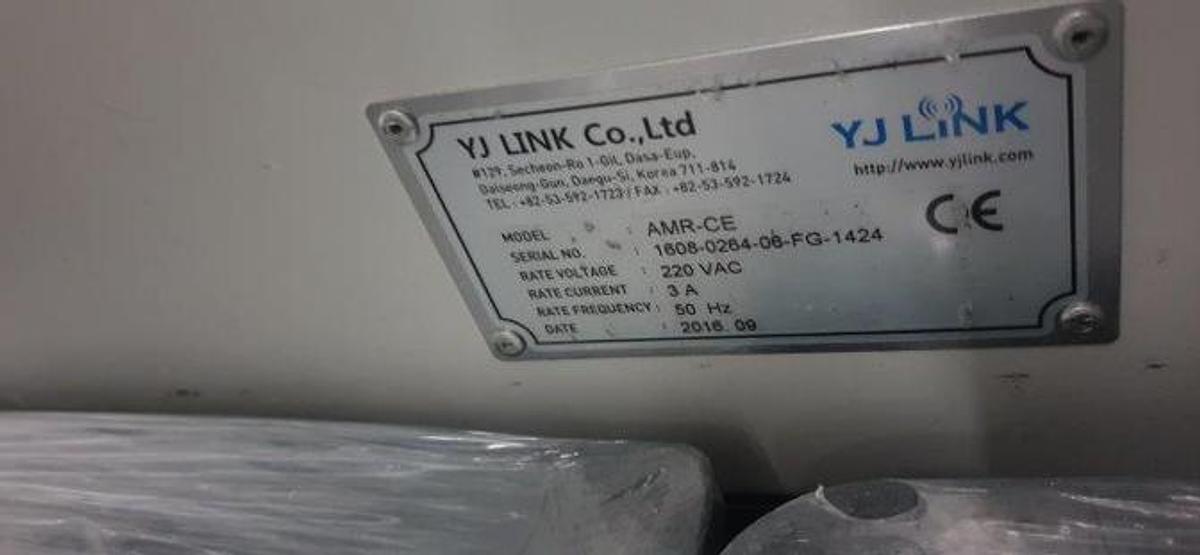 YJ LINK Co.,Ltd
#129, Secheon-Ro 1-Gil, Dasa-Eup,
Dalseong-Gun, Daegu-Si, Korea 711-814
TEL : +82-53-592-1723 / FAX : +82-53-592-1724
YJ LiNK
http://www.yjlink.com
CE
MODEL : AMR-CE
SERIAL NO. : 1608-0264-06-FG-1424
RATE VOLTAGE : 220 VAC
RATE CURRENT : 3 A
RATE FREQUENCY : 50 Hz
DATE : 2016. 09